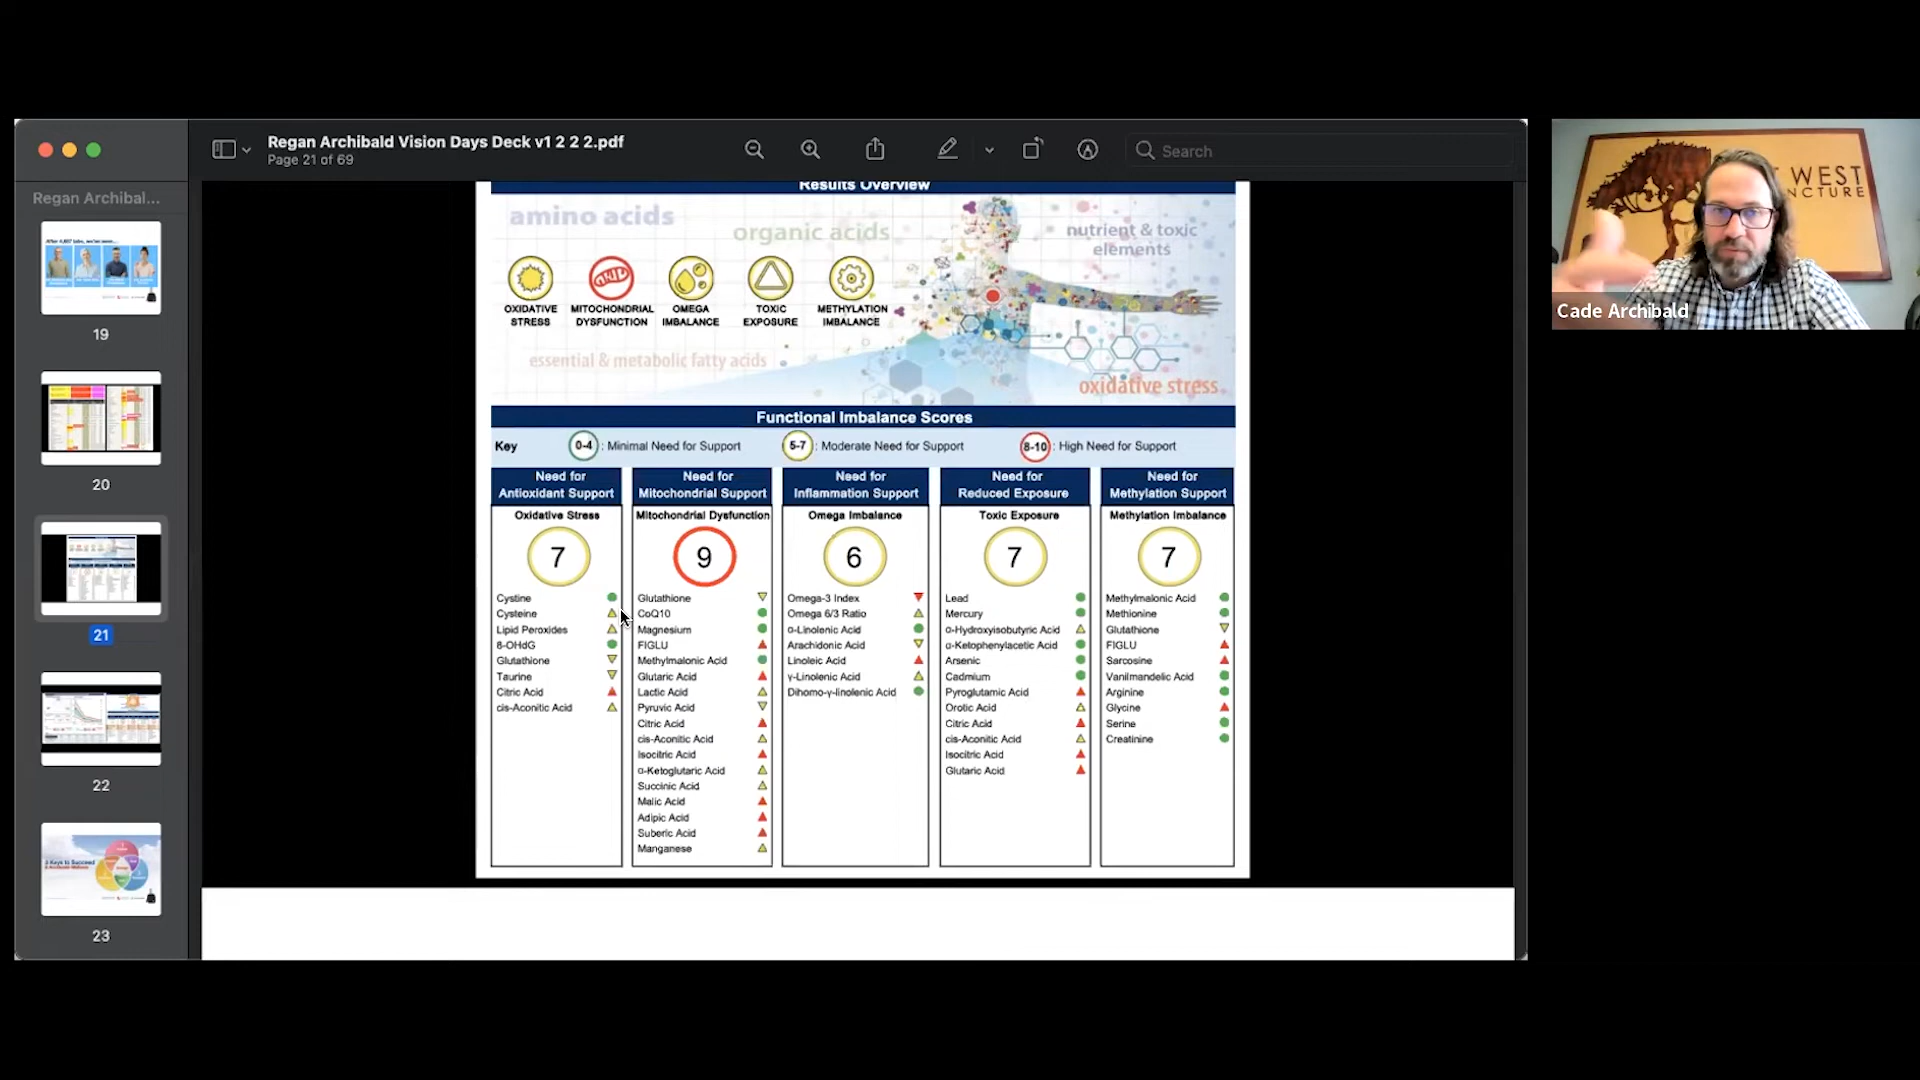 Regan Archibald Vision Days Deck v1 2 2 2.pdf
Page 21 of 69
Search
Regan Archibal...
19
20
21
22
23
Results Overview
amino acids
organic acids
nutrient & toxic
elements
OXIDATIVE
STRESS
MITOCHONDRIAL
DYSFUNCTION
OMEGA
IMBALANCE
TOXIC
EXPOSURE
METHYLATION
IMBALANCE
essential & metabolic fatty acids
oxidative stress
Functional Imbalance Scores
Key 0-4 : Minimal Need for Support 5-7 : Moderate Need for Support 8-10 : High Need for Support
Need for
Antioxidant Support
Oxidative Stress
7
Cystine
Cysteine
Lipid Peroxides
8-OHdG
Glutathione
Taurine
Citric Acid
cis-Aconitic Acid
Need for
Mitochondrial Support
Mitochondrial Dysfunction
9
Glutathione
CoQ10
Magnesium
FIGLU
Methylmalonic Acid
Glutaric Acid
Lactic Acid
Pyruvic Acid
Citric Acid
cis-Aconitic Acid
Isocitric Acid
α-Ketoglutaric Acid
Succinic Acid
Malic Acid
Adipic Acid
Suberic Acid
Manganese
Need for
Inflammation Support
Omega Imbalance
6
Omega-3 Index
Omega 6/3 Ratio
α-Linolenic Acid
Arachidonic Acid
Linoleic Acid
γ-Linolenic Acid
Dihomo-γ-linolenic Acid
Need for
Reduced Exposure
Toxic Exposure
7
Lead
Mercury
α-Hydroxyisobutyric Acid
α-Ketophenylacetic Acid
Arsenic
Cadmium
Pyroglutamic Acid
Orotic Acid
Citric Acid
cis-Aconitic Acid
Isocitric Acid
Glutaric Acid
Need for
Methylation Support
Methylation Imbalance
7
Methylmalonic Acid
Methionine
Glutathione
FIGLU
Sarcosine
Vanilmandelic Acid
Arginine
Glycine
Serine
Creatinine
WEST
NCTURE
Cade Archibald